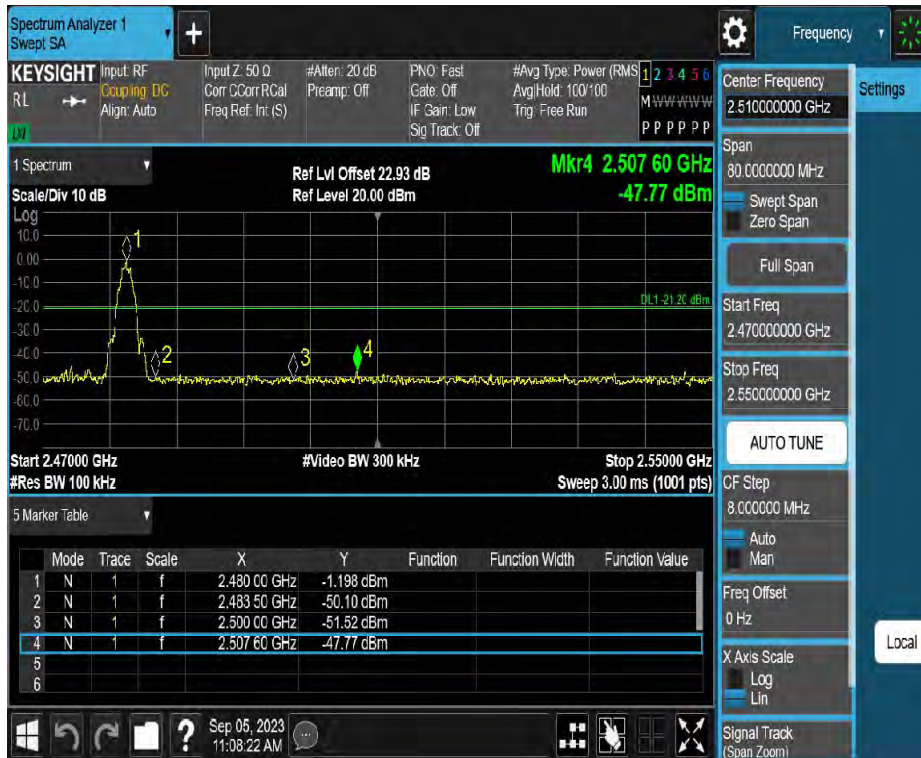 Spectrum Analyzer 1
Swept SA
+
Frequency
KEYSIGHT
RL
LXI
Input: RF
Coupling: DC
Align: Auto
Input Z: 50 Ω
Corr CCorr RCal
Freq Ref: Int (S)
#Atten: 20 dB
Preamp: Off
PNO: Fast
Gate: Off
IF Gain: Low
Sig Track: Off
#Avg Type: Power (RMS
Avg|Hold: 100/100
Trig: Free Run
1 2 3 4 5 6
M W W W W W
P P P P P P
1 Spectrum
Scale/Div 10 dB
Ref Lvl Offset 22.93 dB
Ref Level 20.00 dBm
Mkr4 2.507 60 GHz
-47.77 dBm
Log
10.0
0.00
-10.0
-20.0
-30.0
-40.0
-50.0
-60.0
-70.0
1
2
3
4
DL1 -21.20 dBm
Start 2.47000 GHz
#Res BW 100 kHz
#Video BW 300 kHz
Stop 2.55000 GHz
Sweep 3.00 ms (1001 pts)
5 Marker Table
Mode Trace Scale X Y Function Function Width Function Value
1 N 1 f 2.480 00 GHz -1.198 dBm
2 N 1 f 2.483 50 GHz -50.10 dBm
3 N 1 f 2.500 00 GHz -51.52 dBm
4 N 1 f 2.507 60 GHz -47.77 dBm
5
6
?
Sep 05, 2023
11:08:22 AM
Center Frequency
2.510000000 GHz
Settings
Span
80.0000000 MHz
Swept Span
Zero Span
Full Span
Start Freq
2.470000000 GHz
Stop Freq
2.550000000 GHz
AUTO TUNE
CF Step
8.000000 MHz
Auto
Man
Freq Offset
0 Hz
Local
X Axis Scale
Log
Lin
Signal Track
(Span Zoom)